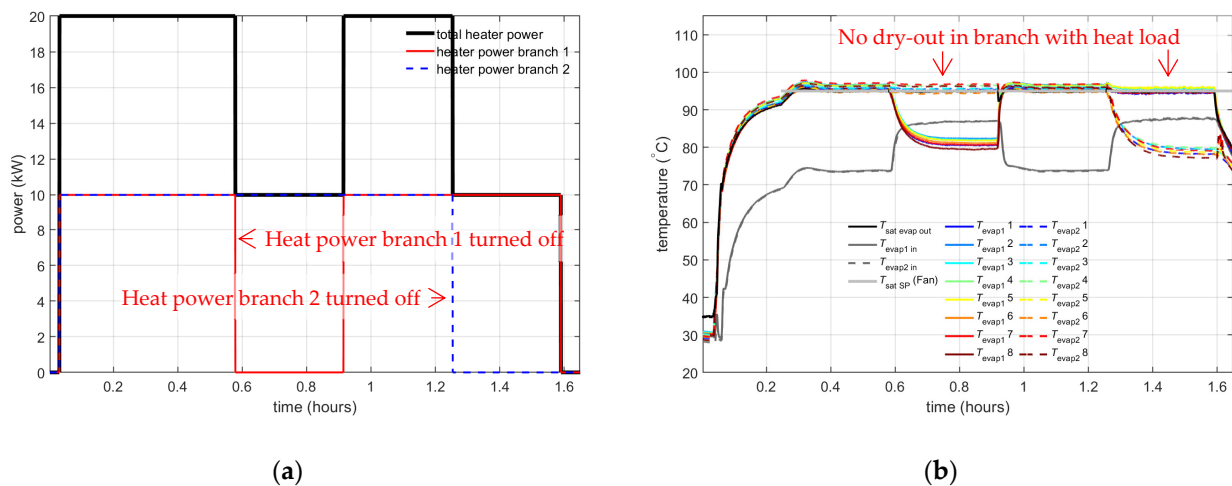 20
18
16
14
12
10
8
6
4
2
0
power (kW)
total heater power
heater power branch 1
heater power branch 2
Heat power branch 1 turned off
Heat power branch 2 turned off
0.2 0.4 0.6 0.8 1 1.2 1.4 1.6
time (hours)
(a)
110
100
90
80
70
60
50
40
30
20
temperature (°C)
No dry-out in branch with heat load
T sat evap out
T evap1 in
T evap2 in
T sat SP (Fan)
T evap1 1
T evap1 2
T evap1 3
T evap1 4
T evap1 5
T evap1 6
T evap1 7
T evap1 8
T evap2 1
T evap2 2
T evap2 3
T evap2 4
T evap2 5
T evap2 6
T evap2 7
T evap2 8
0.2 0.4 0.6 0.8 1 1.2 1.4 1.6
time (hours)
(b)